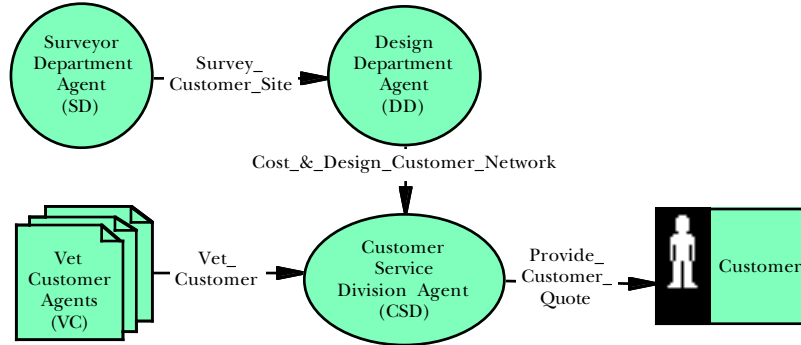 Surveyor
Department
Agent
(SD)
Survey_
Customer_Site
Design
Department
Agent
(DD)
Cost_&_Design_Customer_Network
Vet
Customer
Agents
(VC)
Vet_
Customer
Customer
Service
Division Agent
(CSD)
Provide_
Customer_
Quote
Customer